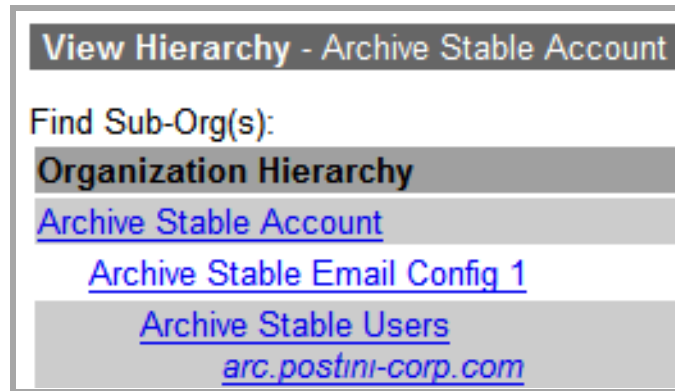 View Hierarchy - Archive Stable Account
Find Sub-Org(s):
Organization Hierarchy
Archive Stable Account
Archive Stable Email Config 1
Archive Stable Users
arc.postini-corp.com